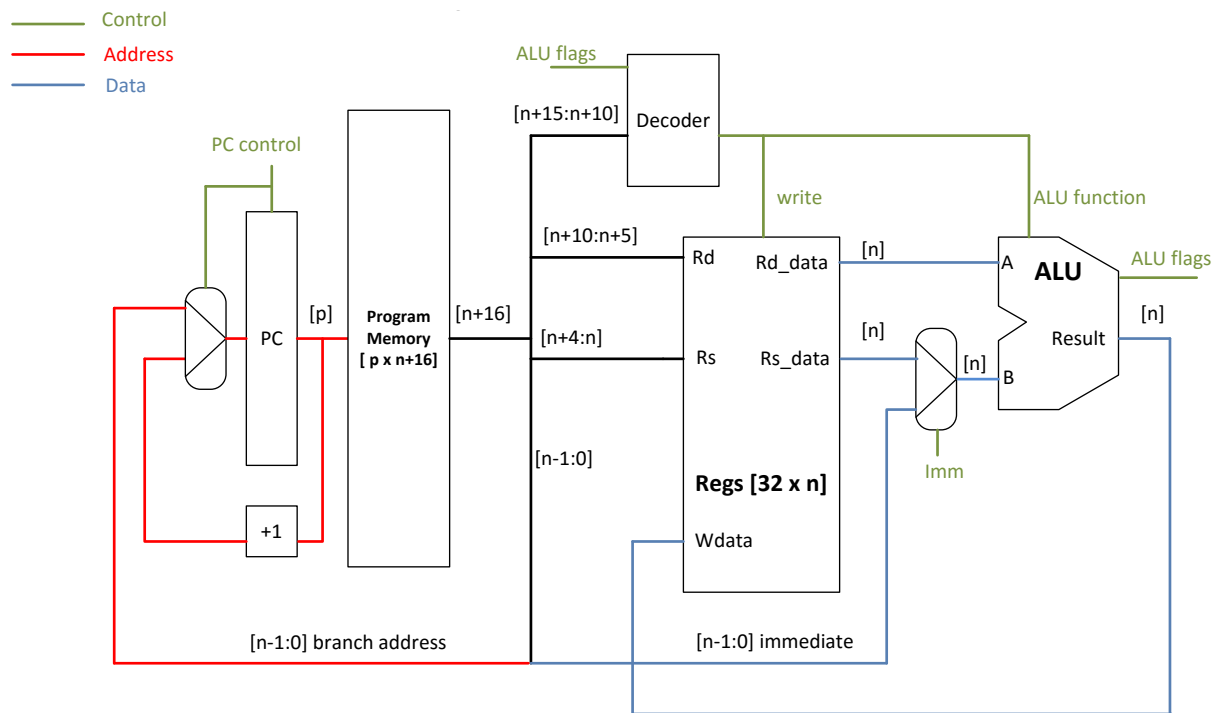 Control
Address
Data
ALU flags
[n+15:n+10]
Decoder
PC control
write
ALU function
[n+10:n+5]
Rd
Rd_data
[n]
A
ALU
ALU flags
[p]
[n+16]
PC
Program
Memory
[ p x n+16]
[n+4:n]
Rs
Rs_data
[n]
[n]
B
Result
[n]
[n-1:0]
Imm
Regs [32 x n]
+1
Wdata
[n-1:0] branch address
[n-1:0] immediate